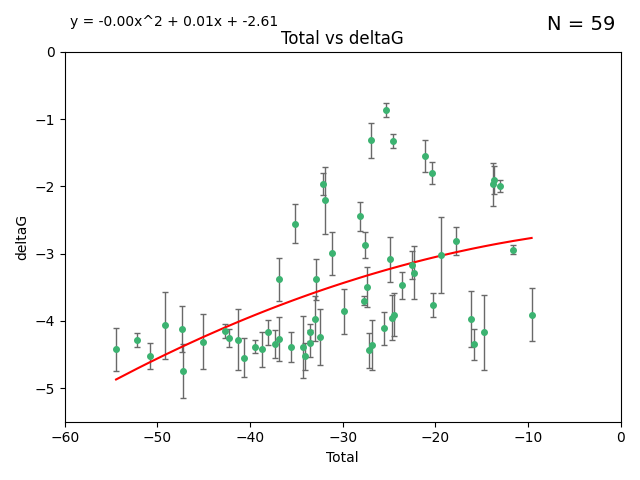 y = -0.00x^2 + 0.01x + -2.61
N = 59
Total vs deltaG
0
−1
−2
−3
−4
−5
deltaG
−60
−50
−40
−30
−20
−10
0
Total